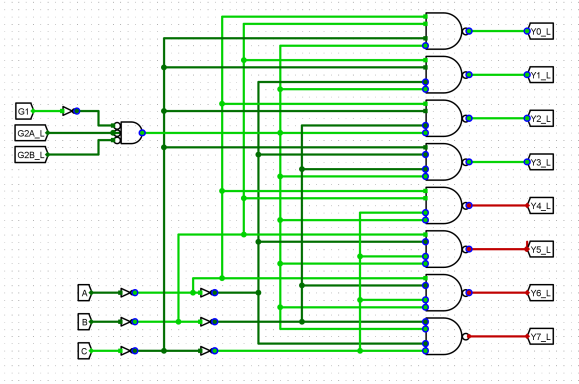 Y0_L
Y1_L
G1
Y2_L
G2A_L
G2B_L
Y3_L
Y4_L
Y5_L
A
Y6_L
B
Y7_L
C